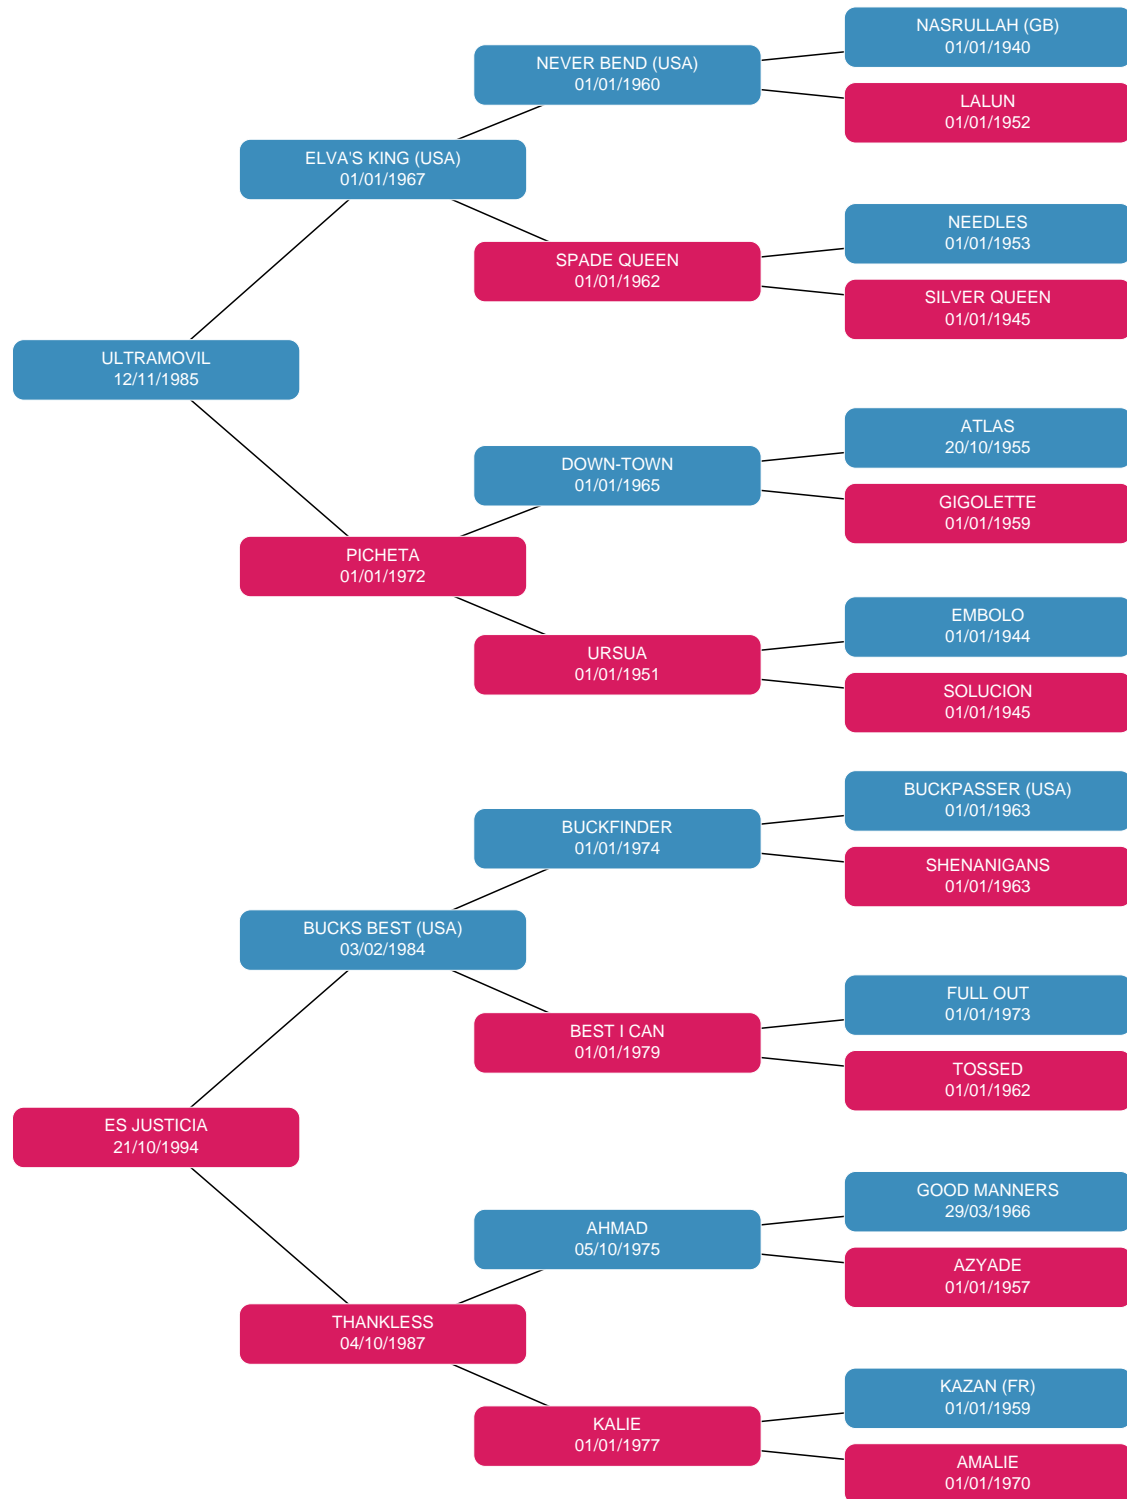 NASRULLAH (GB)
01/01/1940
NEVER BEND (USA)
01/01/1960
LALUN
01/01/1952
ELVA'S KING (USA)
01/01/1967
NEEDLES
01/01/1953
SPADE QUEEN
01/01/1962
SILVER QUEEN
01/01/1945
ULTRAMOVIL
12/11/1985
ATLAS
20/10/1955
DOWN-TOWN
01/01/1965
GIGOLETTE
01/01/1959
PICHETA
01/01/1972
EMBOLO
01/01/1944
URSUA
01/01/1951
SOLUCION
01/01/1945
BUCKPASSER (USA)
01/01/1963
BUCKFINDER
01/01/1974
SHENANIGANS
01/01/1963
BUCKS BEST (USA)
03/02/1984
FULL OUT
01/01/1973
BEST I CAN
01/01/1979
TOSSED
01/01/1962
ES JUSTICIA
21/10/1994
GOOD MANNERS
29/03/1966
AHMAD
05/10/1975
AZYADE
01/01/1957
THANKLESS
04/10/1987
KAZAN (FR)
01/01/1959
KALIE
01/01/1977
AMALIE
01/01/1970